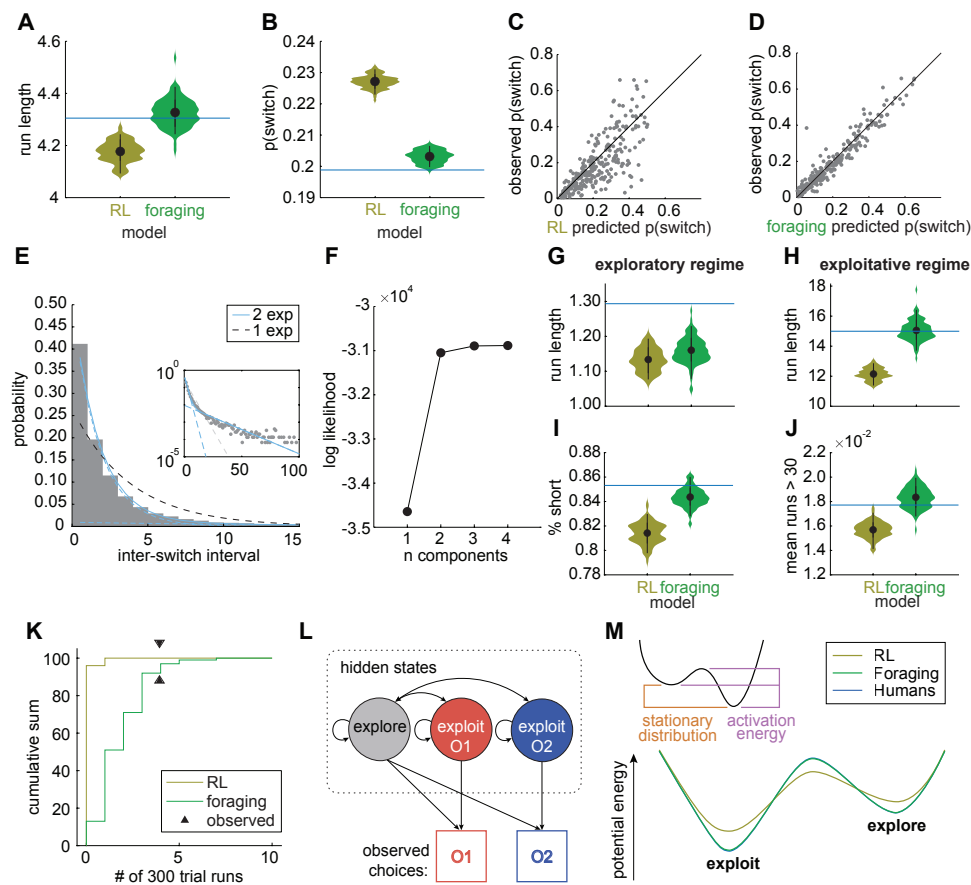 A
run length
4.6
4.4
4.2
4
RL foraging
model
B
p(switch)
0.23
0.22
0.21
0.2
0.19
RL foraging
model
C
observed p(switch)
0.8
0.6
0.4
0.2
0
0 0.2 0.4 0.6
RL predicted p(switch)
D
observed p(switch)
0.8
0.6
0.4
0.2
0
0 0.2 0.4 0.6
foraging predicted p(switch)
E
probability
0.50
0.45
0.40
0.35
0.30
0.25
0.20
0.15
0.10
0.05
0
5 10 15
inter-switch interval
2 exp
1 exp
10^0
10^-5
0 50 100
F
×10^4
log likelihood
-3
-3.1
-3.2
-3.3
-3.4
-3.5
0 1 2 3 4 5
n components
G
exploratory regime
run length
1.30
1.20
1.10
1.00
H
exploitative regime
run length
18
16
14
12
10
I
% short
0.88
0.86
0.84
0.82
0.8
0.78
RL foraging
model
J
×10^-2
mean runs > 30
2.2
2.0
1.8
1.6
1.4
1.2
RL foraging
model
K
cumulative sum
100
80
60
40
20
0
0 5 10
# of 300 trial runs
RL
foraging
observed
L
hidden states
explore
exploit
O1
exploit
O2
observed
choices:
O1
O2
M
stationary
distribution
activation
energy
RL
Foraging
Humans
potential energy
exploit
explore